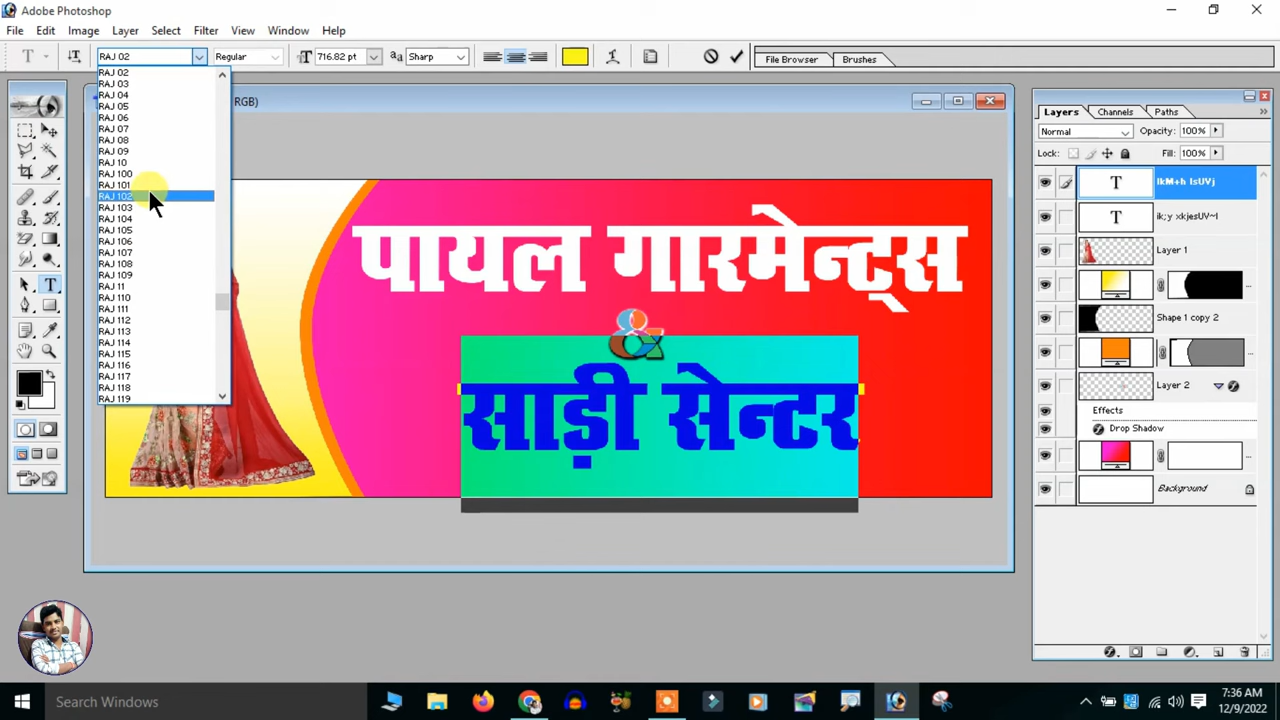 Adobe Photoshop
File Edit Image Layer Select Filter View Window Help
RAJ 02 Regular 716.82 pt aa Sharp File Browser Brushes
RAJ 02
RAJ 03
RAJ 04
RAJ 05
RAJ 06
RAJ 07
RAJ 08
RAJ 09
RAJ 10
RAJ 100
RAJ 101
RAJ 102
RAJ 103
RAJ 104
RAJ 105
RAJ 106
RAJ 107
RAJ 108
RAJ 109
RAJ 11
RAJ 110
RAJ 111
RAJ 112
RAJ 113
RAJ 114
RAJ 115
RAJ 116
RAJ 117
RAJ 118
RAJ 119
RGB)
पायल गारमेन्ट्स
&
साड़ी सेन्टर
Layers Channels Paths
Normal Opacity: 100%
Lock: Fill: 100%
lkM+h lsUVj
ik;y xkjesUV~l
Layer 1
Shape 1 copy 2
Layer 2
Effects
Drop Shadow
Background
Search Windows
7:36 AM
12/9/2022